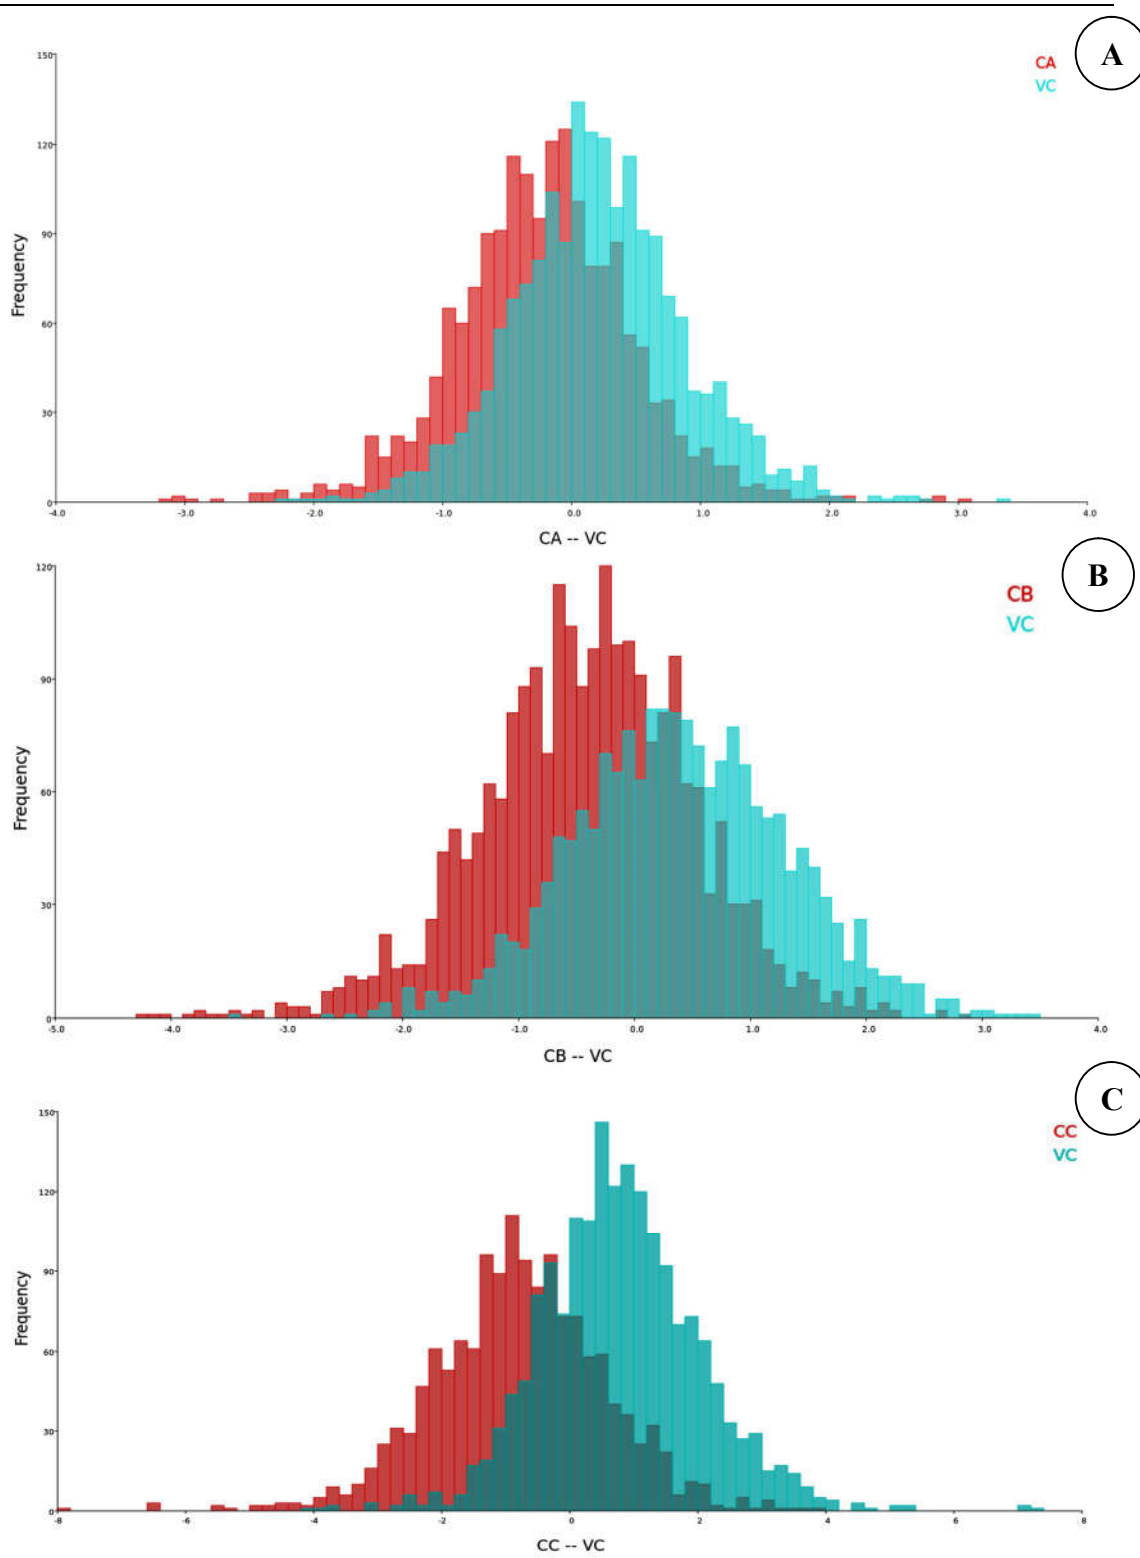 A
150
CA
VC
120
90
Frequency
60
30
0
-4.0 -3.0 -2.0 -1.0 0.0 1.0 2.0 3.0 4.0
CA -- VC
B
120
CB
VC
90
Frequency
60
30
0
-5.0 -4.0 -3.0 -2.0 -1.0 0.0 1.0 2.0 3.0 4.0
CB -- VC
C
150
CC
VC
120
90
Frequency
60
30
0
-8 -6 -4 -2 0 2 4 6 8
CC -- VC